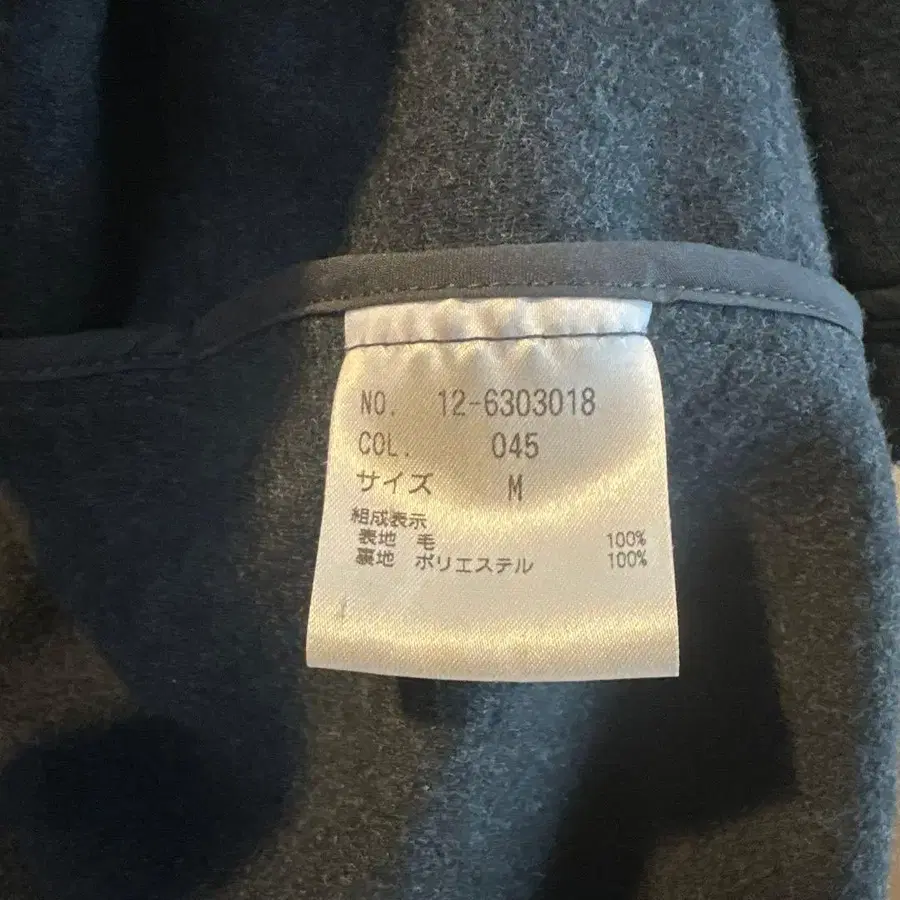 NO. 12-6303018
COL. 045
サイズ M
組成表示
表地 毛 100%
裏地 ポリエステル 100%